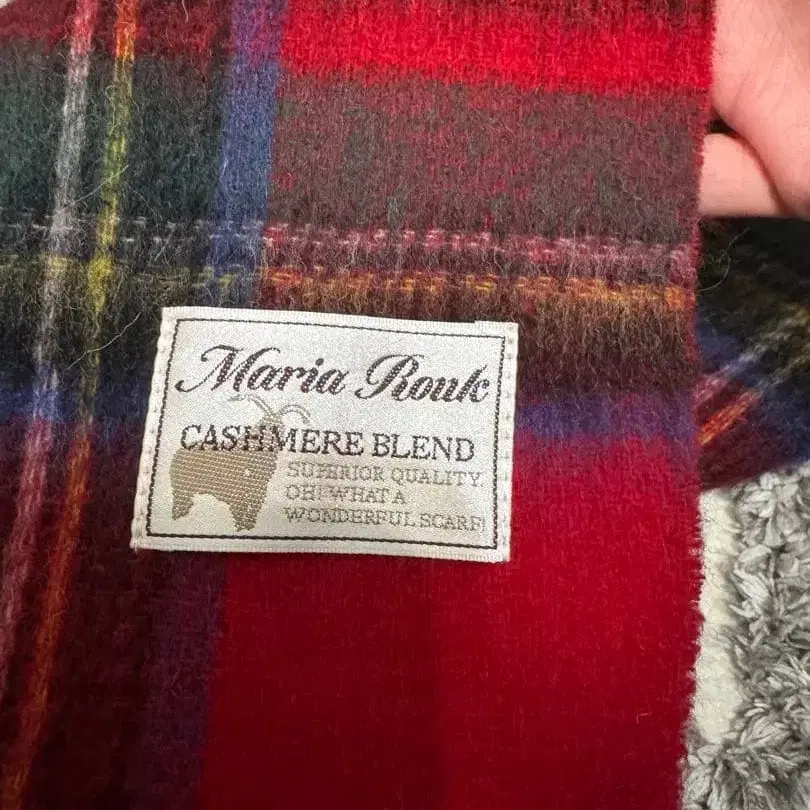 Maria Rouk
CASHMERE BLEND
SUPERIOR QUALITY.
OH! WHAT A
WONDERFUL SCARF!